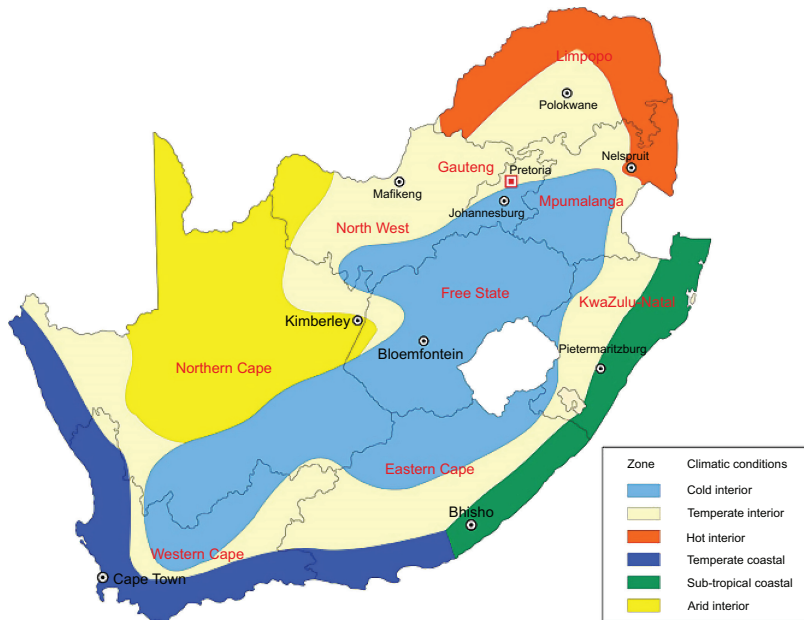 Limpopo
Polokwane
Gauteng
Pretoria
Nelspruit
Mafikeng
Johannesburg
Mpumalanga
North West
Free State
KwaZulu-Natal
Kimberley
Bloemfontein
Pietermaritzburg
Northern Cape
Eastern Cape
Bhisho
Western Cape
Cape Town
Zone Climatic conditions
Cold interior
Temperate interior
Hot interior
Temperate coastal
Sub-tropical coastal
Arid interior